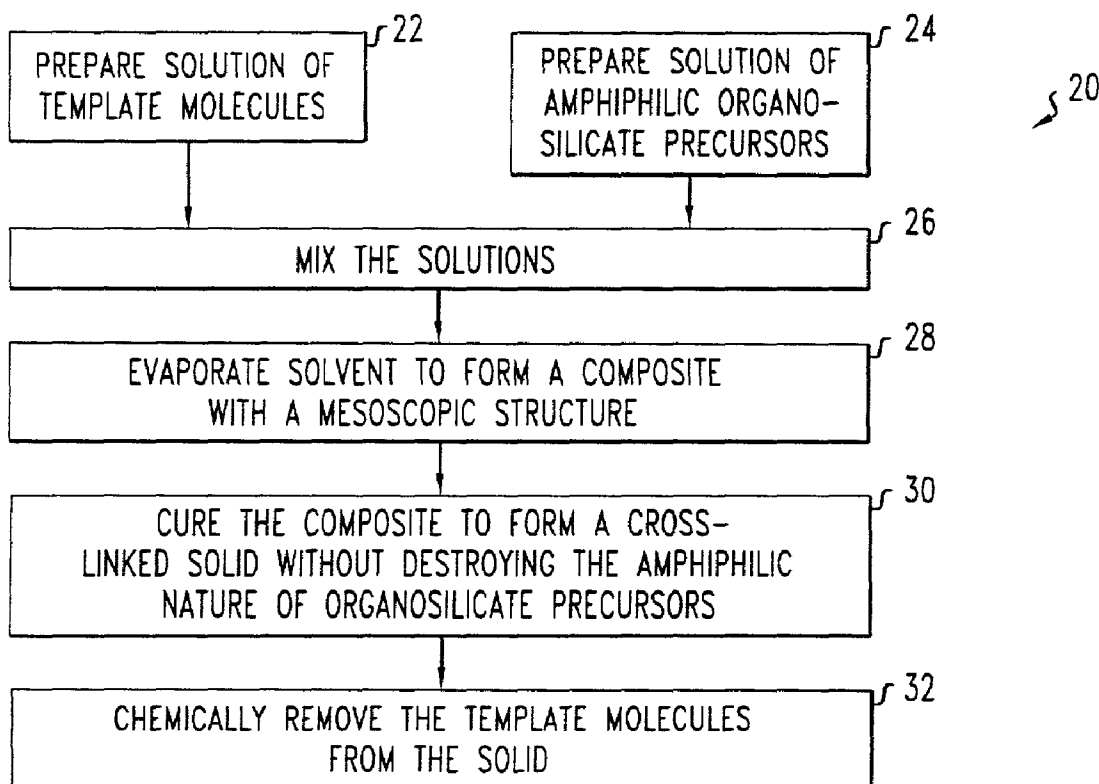 22
PREPARE SOLUTION OF
TEMPLATE MOLECULES
24
PREPARE SOLUTION OF
AMPHIPHILIC ORGANO-
SILICATE PRECURSORS
20
26
MIX THE SOLUTIONS
28
EVAPORATE SOLVENT TO FORM A COMPOSITE
WITH A MESOSCOPIC STRUCTURE
30
CURE THE COMPOSITE TO FORM A CROSS-
LINKED SOLID WITHOUT DESTROYING THE AMPHIPHILIC
NATURE OF ORGANOSILICATE PRECURSORS
32
CHEMICALLY REMOVE THE TEMPLATE MOLECULES
FROM THE SOLID